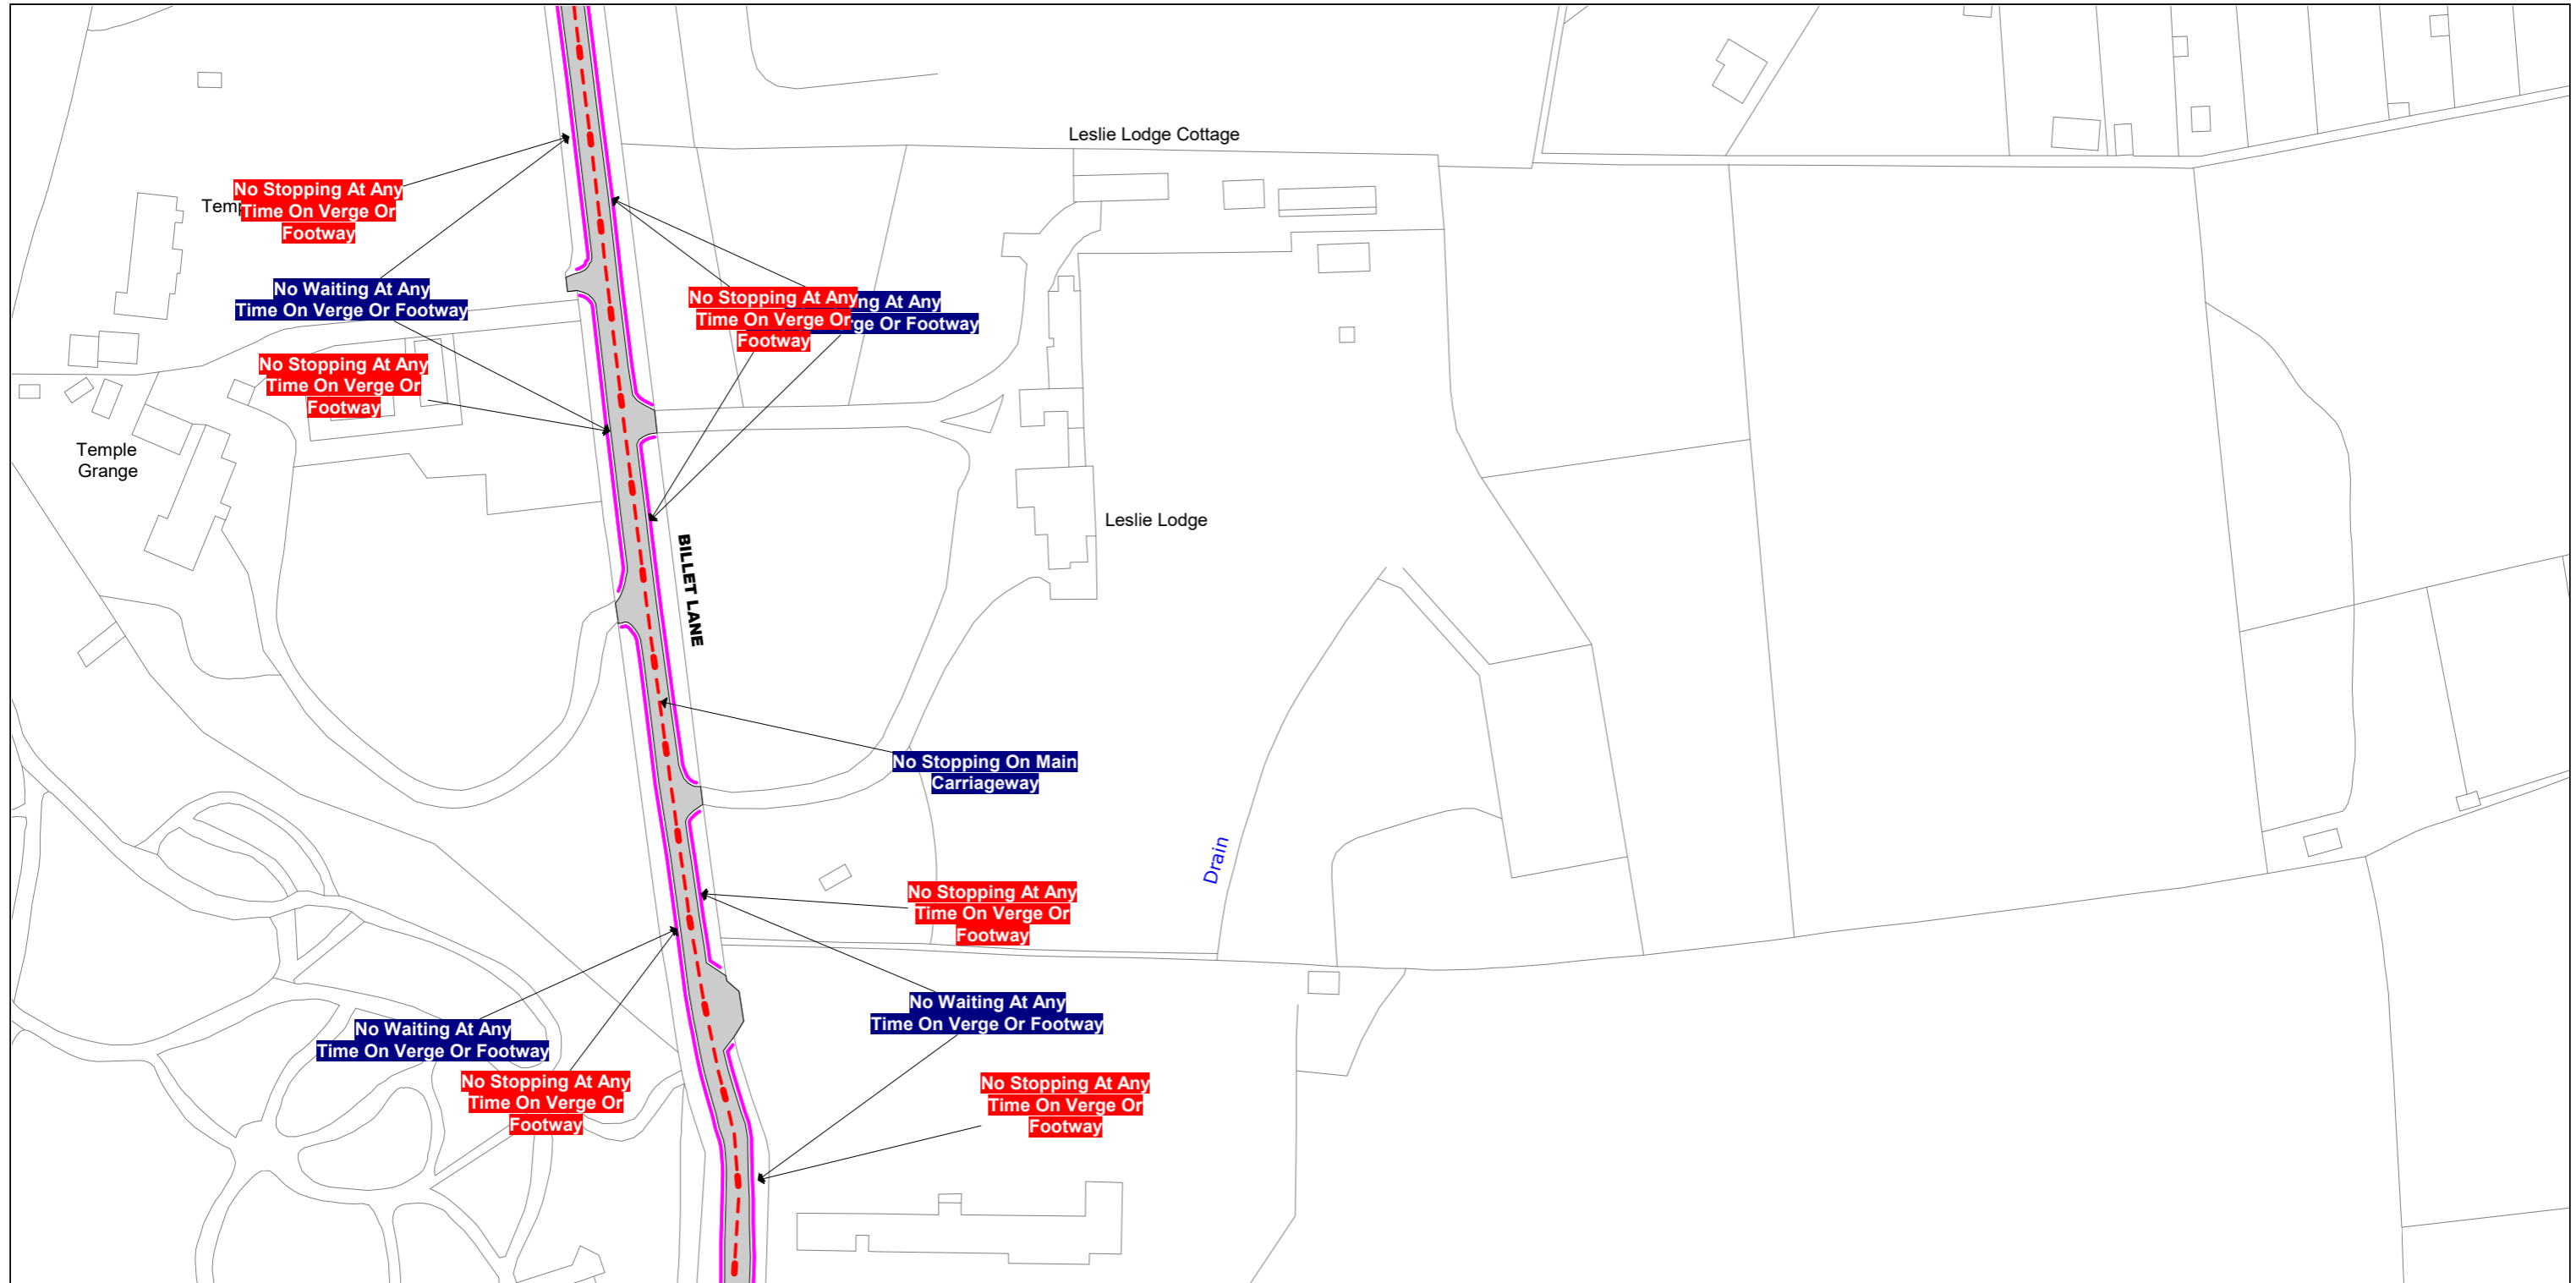 Leslie Lodge Cottage
No Stopping At Any
Time On Verge Or
Footway
No Waiting At Any
Time On Verge Or Footway
No Stopping At Any
Time On Verge Or
Footway
ng At Any
rge Or Footway
No Stopping At Any
Time On Verge Or
Footway
Temple
Grange
Leslie Lodge
BILLET LANE
No Stopping On Main
Carriageway
Drain
No Stopping At Any
Time On Verge Or
Footway
No Waiting At Any
Time On Verge Or Footway
No Waiting At Any
Time On Verge Or Footway
No Stopping At Any
Time On Verge Or
Footway
No Stopping At Any
Time On Verge Or
Footway